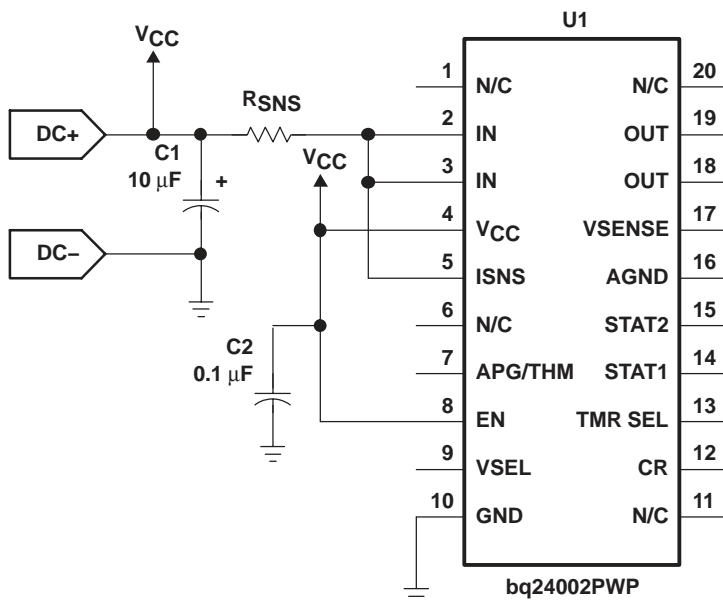 U1
VCC
DC+
RSNS
C1
10 µF
+
VCC
DC−
C2
0.1 µF
1 N/C N/C 20
2 IN OUT 19
3 IN OUT 18
4 VCC VSENSE 17
5 ISNS AGND 16
6 N/C STAT2 15
7 APG/THM STAT1 14
8 EN TMR SEL 13
9 VSEL CR 12
10 GND N/C 11
bq24002PWP